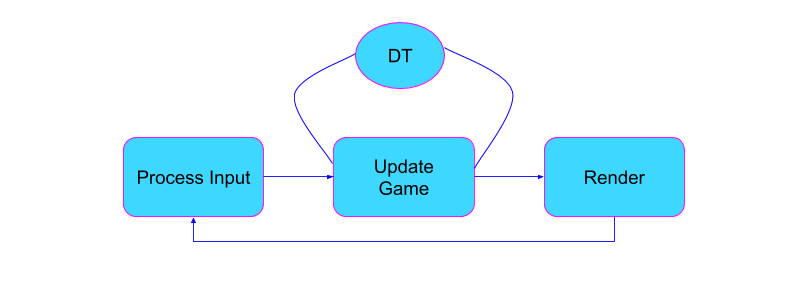 DT
Process Input
Update
Game
Render